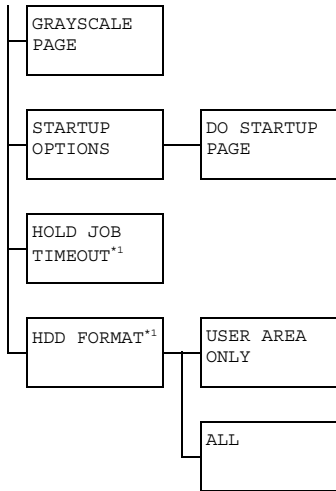 GRAYSCALE
PAGE
STARTUP
OPTIONS
DO STARTUP
PAGE
HOLD JOB
TIMEOUT*1
HDD FORMAT*1
USER AREA
ONLY
ALL